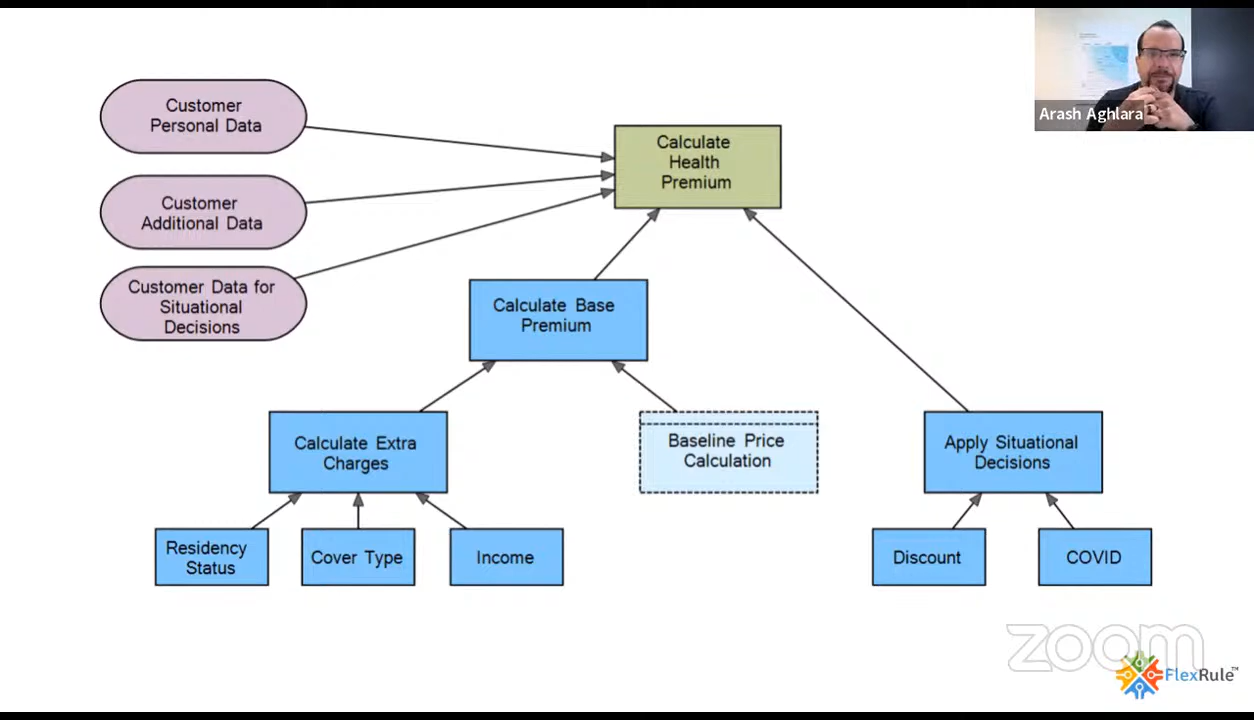 Arash Aghlara
Customer
Personal Data
Calculate
Health
Premium
Customer
Additional Data
Customer Data for
Situational
Decisions
Calculate Base
Premium
Calculate Extra
Charges
Baseline Price
Calculation
Apply Situational
Decisions
Residency
Status
Cover Type
Income
Discount
COVID
zoom
FlexRule™